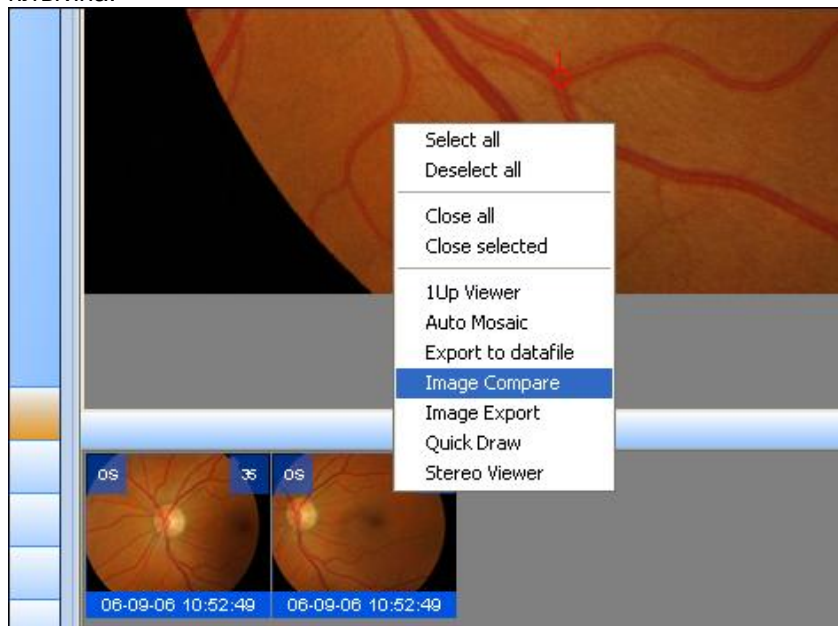 Select all
Deselect all
Close all
Close selected
1Up Viewer
Auto Mosaic
Export to datafile
Image Compare
Image Export
Quick Draw
Stereo Viewer
OS 35 OS
06-09-06 10:52:49 06-09-06 10:52:49